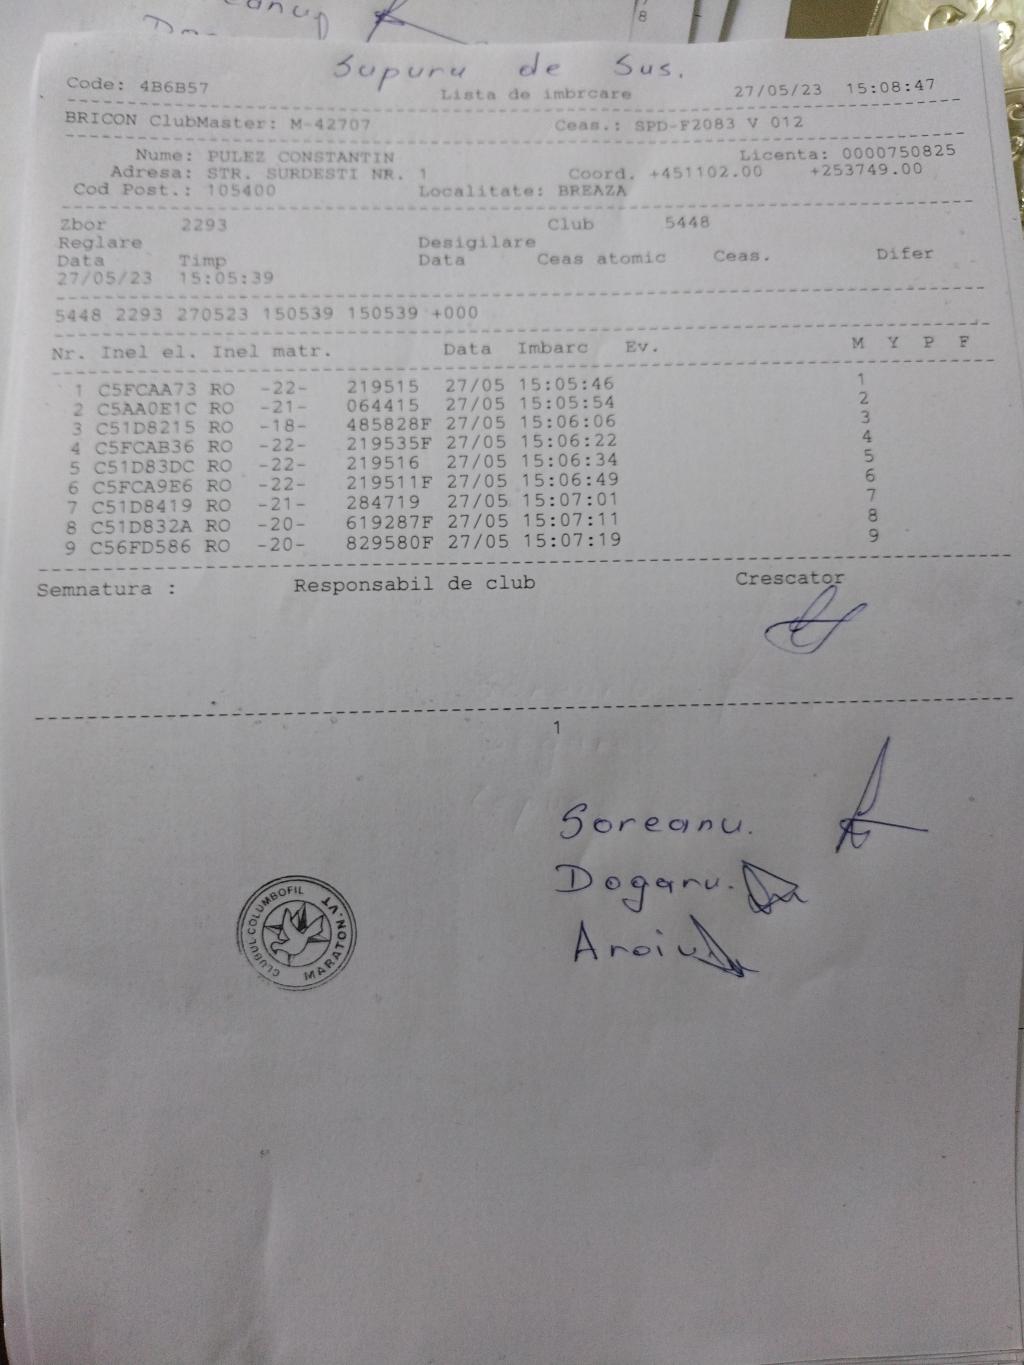 Supuru de Sus.
Code: 4B6B57 Lista de imbrcare 27/05/23 15:08:47
BRICON ClubMaster: M-42707 Ceas.: SPD-F2083 V 012
Nume: PULEZ CONSTANTIN Licenta: 0000750825
Adresa: STR. SURDESTI NR. 1 Coord. +451102.00 +253749.00
Cod Post.: 105400 Localitate: BREAZA
Zbor 2293 Club 5448
Reglare Desigilare
Data Timp Data Ceas atomic Ceas. Difer
27/05/23 15:05:39
5448 2293 270523 150539 150539 +000
Nr. Inel el. Inel matr. Data Imbarc Ev. M Y P F
1 C5FCAA73 RO -22- 219515 27/05 15:05:46 1
2 C5AA0E1C RO -21- 064415 27/05 15:05:54 2
3 C51D8215 RO -18- 485828F 27/05 15:06:06 3
4 C5FCAB36 RO -22- 219535F 27/05 15:06:22 4
5 C51D83DC RO -22- 219516 27/05 15:06:34 5
6 C5FCA9E6 RO -22- 219511F 27/05 15:06:49 6
7 C51D8419 RO -21- 284719 27/05 15:07:01 7
8 C51D832A RO -20- 619287F 27/05 15:07:11 8
9 C56FD586 RO -20- 829580F 27/05 15:07:19 9
Semnatura : Responsabil de club Crescator
1
Soreanu.
Dogaru.
Aroiu
CLUBUL COLUMBOFIL
MARATON.VT